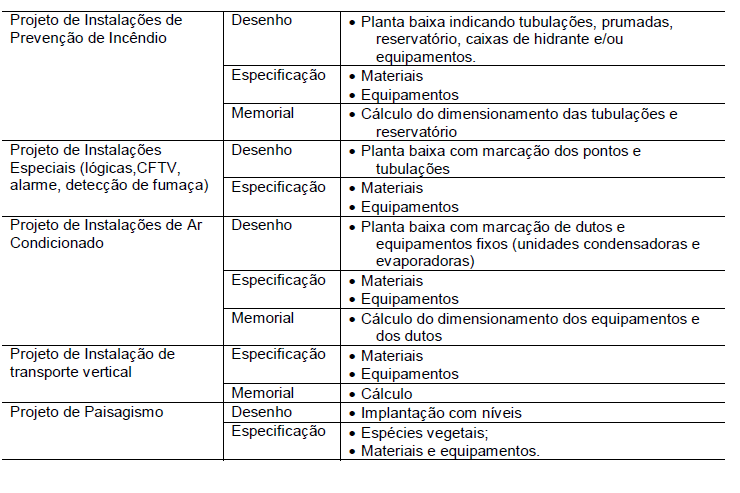 Projeto de Instalações de
Prevenção de Incêndio
Desenho
• Planta baixa indicando tubulações, prumadas,
reservatório, caixas de hidrante e/ou
equipamentos.
Especificação
• Materiais
• Equipamentos
Memorial
• Cálculo do dimensionamento das tubulações e
reservatório
Projeto de Instalações
Especiais (lógicas,CFTV,
alarme, detecção de fumaça)
Desenho
• Planta baixa com marcação dos pontos e
tubulações
Especificação
• Materiais
• Equipamentos
Projeto de Instalações de Ar
Condicionado
Desenho
• Planta baixa com marcação de dutos e
equipamentos fixos (unidades condensadoras e
evaporadoras)
Especificação
• Materiais
• Equipamentos
Memorial
• Cálculo do dimensionamento dos equipamentos e
dos dutos
Projeto de Instalação de
transporte vertical
Especificação
• Materiais
• Equipamentos
Memorial
• Cálculo
Projeto de Paisagismo
Desenho
• Implantação com níveis
Especificação
• Espécies vegetais;
• Materiais e equipamentos.